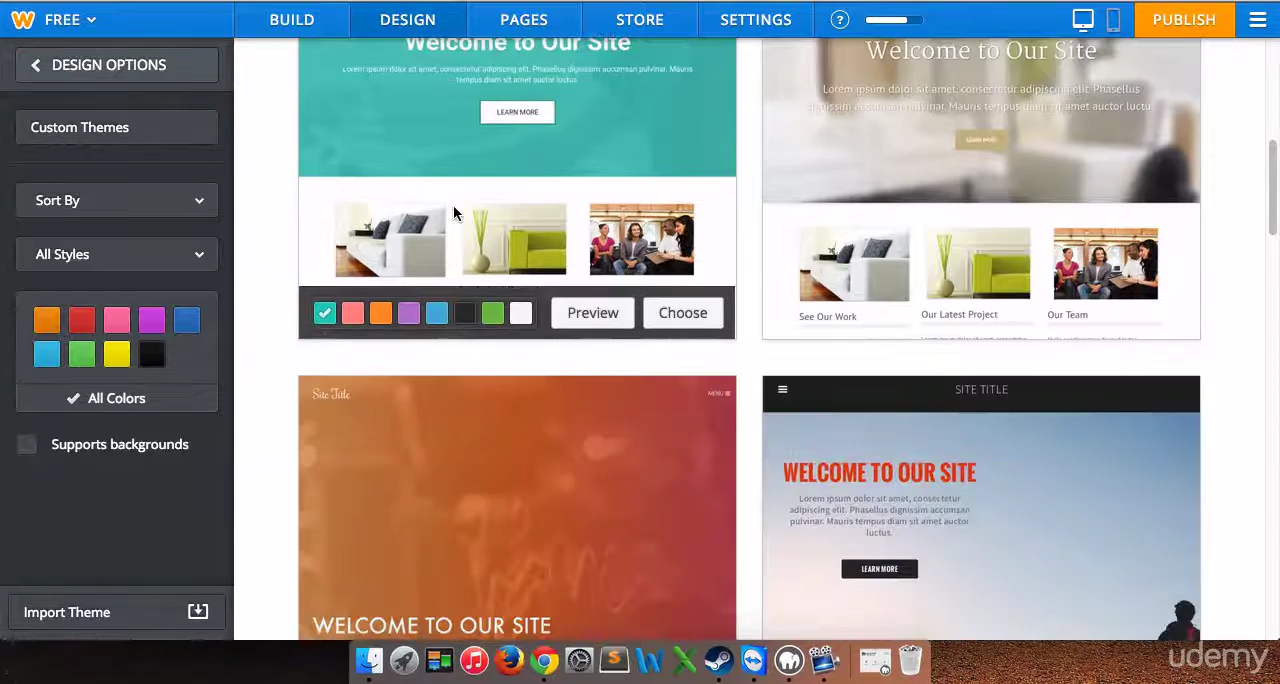 FREE
BUILD
DESIGN
PAGES
STORE
SETTINGS
?
PUBLISH
DESIGN OPTIONS
Custom Themes
Sort By
All Styles
All Colors
Supports backgrounds
Import Theme
Welcome to Our Site
Lorem ipsum dolor sit amet, consectetur adipiscing elit. Phasellus dignissim accumsan pulvinar. Mauris
tempus diam sit amet auctor luctus.
LEARN MORE
Preview
Choose
Welcome to Our Site
Lorem ipsum dolor sit amet, consectetur adipiscing elit. Phasellus
dignissim accumsan pulvinar. Mauris tempus diam sit amet auctor luctu.
LEARN MORE
See Our Work
Our Latest Project
Our Team
Site Title
MENU
WELCOME TO OUR SITE
SITE TITLE
WELCOME TO OUR SITE
Lorem ipsum dolor sit amet, consectetur
adipiscing elit. Phasellus dignissim accumsan
pulvinar. Mauris tempus diam sit amet auctor
luctus.
LEARN MORE
udemy